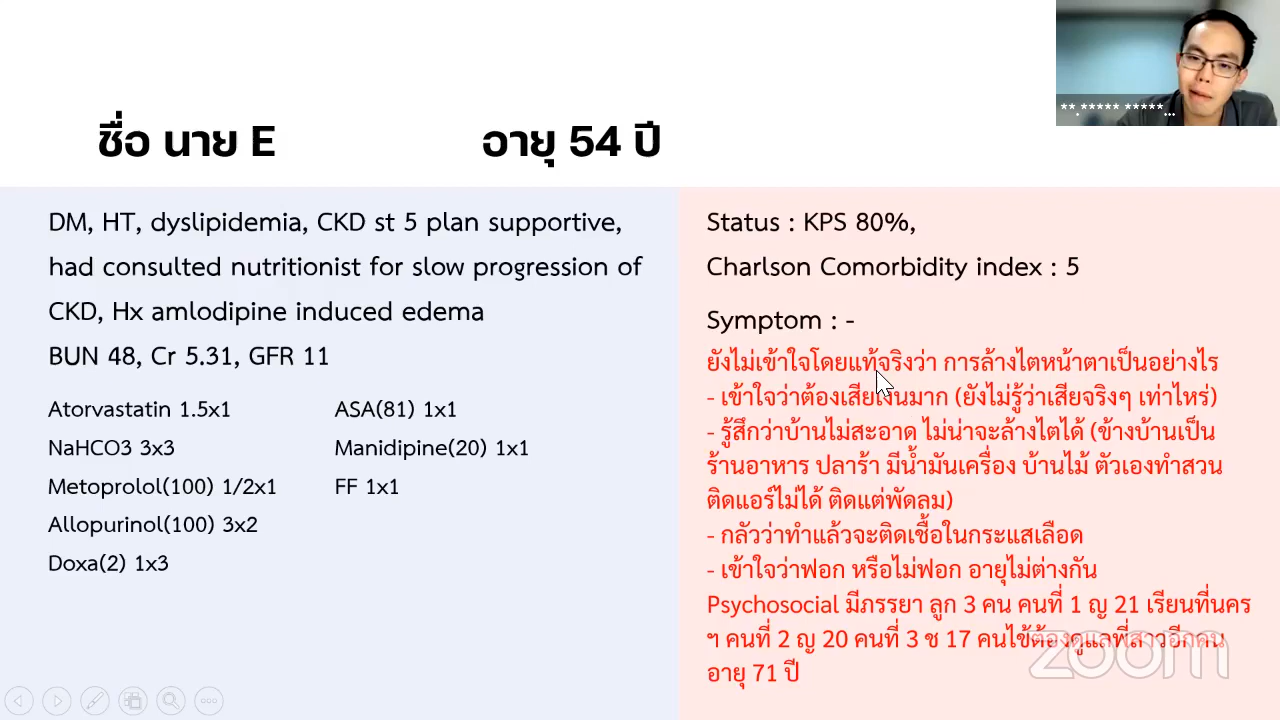 **.***** *****...
ชื่อ นาย E อายุ 54 ปี
DM, HT, dyslipidemia, CKD st 5 plan supportive,
had consulted nutritionist for slow progression of
CKD, Hx amlodipine induced edema
BUN 48, Cr 5.31, GFR 11
Atorvastatin 1.5x1
NaHCO3 3x3
Metoprolol(100) 1/2x1
Allopurinol(100) 3x2
Doxa(2) 1x3
ASA(81) 1x1
Manidipine(20) 1x1
FF 1x1
Status : KPS 80%,
Charlson Comorbidity index : 5
Symptom : -
ยังไม่เข้าใจโดยแท้จริงว่า การล้างไตหน้าตาเป็นอย่างไร
- เข้าใจว่าต้องเสียเงินมาก (ยังไม่รู้ว่าเสียจริงๆ เท่าไหร่)
- รู้สึกว่าบ้านไม่สะอาด ไม่น่าจะล้างไตได้ (ข้างบ้านเป็น
ร้านอาหาร ปลาร้า มีน้ำมันเครื่อง บ้านไม้ ตัวเองทำสวน
ติดแอร์ไม่ได้ ติดแต่พัดลม)
- กลัวว่าทำแล้วจะติดเชื้อในกระแสเลือด
- เข้าใจว่าฟอก หรือไม่ฟอก อายุไม่ต่างกัน
Psychosocial มีภรรยา ลูก 3 คน คนที่ 1 ญ 21 เรียนที่นคร
ฯ คนที่ 2 ญ 20 คนที่ 3 ช 17 คนไข้ต้องดูแลพี่สาวอีกคน
อายุ 71 ปี
zoom